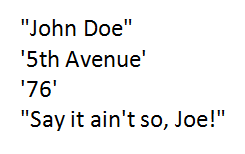 "John Doe"
'5th Avenue'
'76'
"Say it ain't so, Joe!"